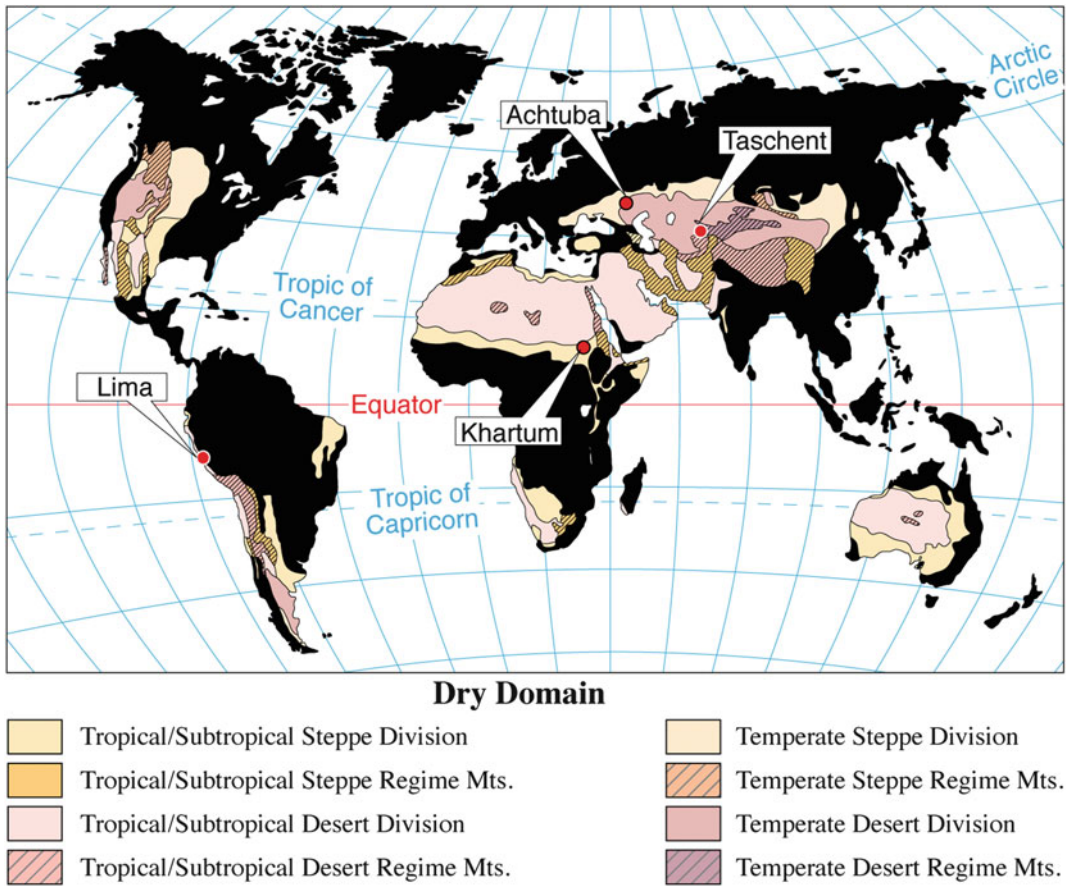 Arctic
Circle
Achtuba
Taschent
Tropic of
Cancer
Lima
Equator
Khartum
Tropic of
Capricorn
Dry Domain
Tropical/Subtropical Steppe Division
Tropical/Subtropical Steppe Regime Mts.
Tropical/Subtropical Desert Division
Tropical/Subtropical Desert Regime Mts.
Temperate Steppe Division
Temperate Steppe Regime Mts.
Temperate Desert Division
Temperate Desert Regime Mts.